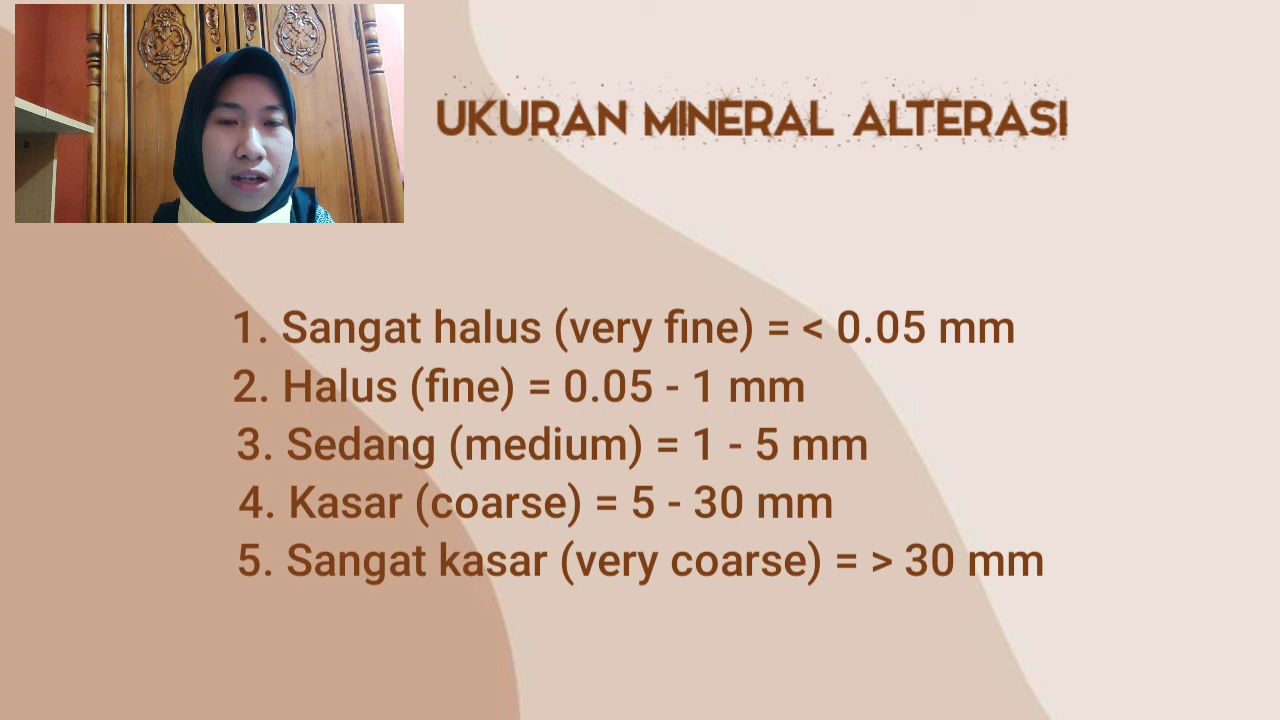 UKURAN MINERAL ALTERASI
1. Sangat halus (very fine) = < 0.05 mm
2. Halus (fine) = 0.05 - 1 mm
3. Sedang (medium) = 1 - 5 mm
4. Kasar (coarse) = 5 - 30 mm
5. Sangat kasar (very coarse) = > 30 mm